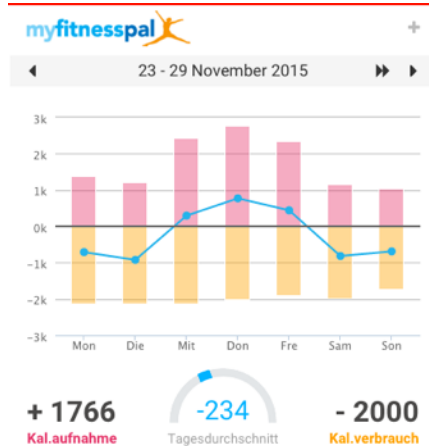 myfitnesspal
+
23 - 29 November 2015
3k
2k
1k
0k
-1k
-2k
-3k
Mon Die Mit Don Fre Sam Son
+ 1766 -234 - 2000
Kal.aufnahme Tagesdurchschnitt Kal.verbrauch